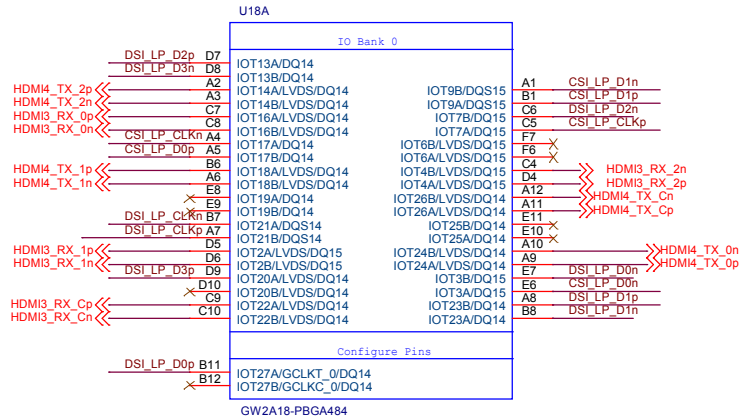 U18A
IO Bank 0
DSI_LP_D2p D7 IOT13A/DQ14
DSI_LP_D3n D8 IOT13B/DQ14
HDMI4_TX_2p A2 IOT14A/LVDS/DQ14
HDMI4_TX_2n A3 IOT14B/LVDS/DQ14
HDMI3_RX_0p C7 IOT16A/LVDS/DQ14
HDMI3_RX_0n C8 IOT16B/LVDS/DQ14
CSI_LP_CLKn A4 IOT17A/DQ14
CSI_LP_D0p A5 IOT17B/DQ14
HDMI4_TX_1p B6 IOT18A/LVDS/DQ14
HDMI4_TX_1n A6 IOT18B/LVDS/DQ14
E8 IOT19A/DQ14
E9 IOT19B/DQ14
DSI_LP_CLKn B7 IOT21A/DQS14
DSI_LP_CLKp A7 IOT21B/DQS14
HDMI3_RX_1p D5 IOT2A/LVDS/DQ15
HDMI3_RX_1n D6 IOT2B/LVDS/DQ15
DSI_LP_D3p D9 IOT20A/LVDS/DQ14
D10 IOT20B/LVDS/DQ14
HDMI3_RX_Cp C9 IOT22A/LVDS/DQ14
HDMI3_RX_Cn C10 IOT22B/LVDS/DQ14
IOT9B/DQS15 A1 CSI_LP_D1n
IOT9A/DQS15 B1 CSI_LP_D1p
IOT7B/DQ15 C6 DSI_LP_D2n
IOT7A/DQ15 C5 CSI_LP_CLKp
IOT6B/LVDS/DQ15 F7
IOT6A/LVDS/DQ15 F6
IOT4B/LVDS/DQ15 C4 HDMI3_RX_2n
IOT4A/LVDS/DQ15 D4 HDMI3_RX_2p
IOT26B/LVDS/DQ14 A12 HDMI4_TX_Cn
IOT26A/LVDS/DQ14 A11 HDMI4_TX_Cp
IOT25B/DQ14 E11
IOT25A/DQ14 E10
IOT24B/LVDS/DQ14 A10 HDMI4_TX_0n
IOT24A/LVDS/DQ14 A9 HDMI4_TX_0p
IOT3B/DQ15 E7 DSI_LP_D0n
IOT3A/DQ15 E6 CSI_LP_D0n
IOT23B/DQ14 A8 DSI_LP_D1p
IOT23A/DQ14 B8 DSI_LP_D1n
Configure Pins
DSI_LP_D0p B11 IOT27A/GCLKT_0/DQ14
B12 IOT27B/GCLKC_0/DQ14
GW2A18-PBGA484